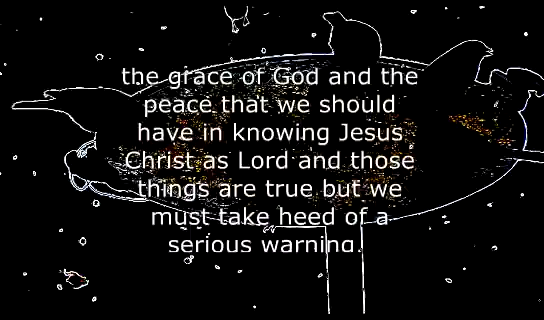 the grace of God and the
peace that we should
have in knowing Jesus
Christ as Lord and those
things are true but we
must take heed of a
serious warning.